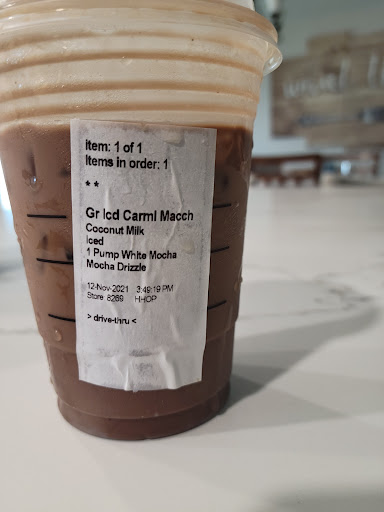 item: 1 of 1
Items in order: 1
* *
Gr Icd Carml Macch
Coconut Milk
Iced
1 Pump White Mocha
Mocha Drizzle
12-Nov-2021 3:49:19 PM
Store: 8269 HHOP
> drive-thru <